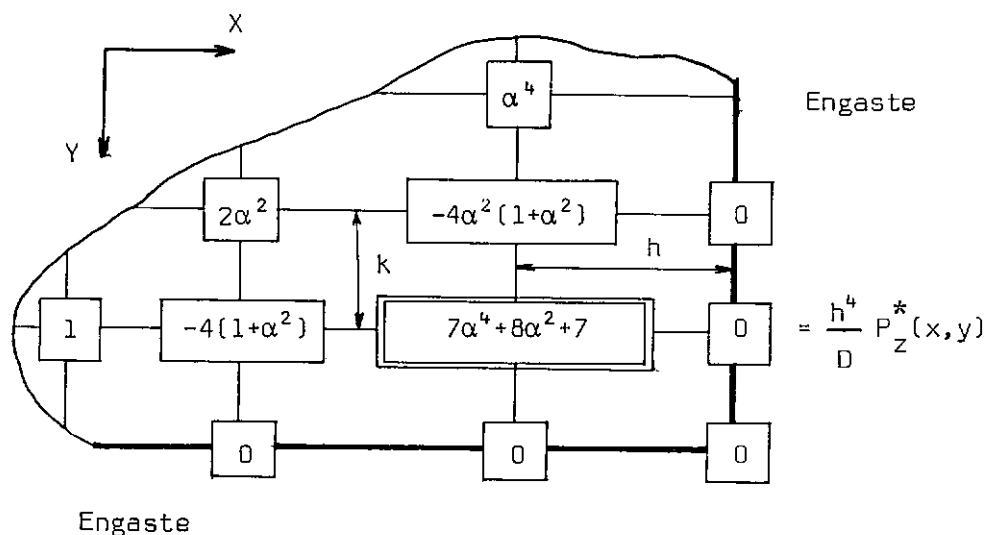 X
α⁴
Engaste
Y
2α²
-4α²(1+α²)
0
k
h
1
-4(1+α²)
7α⁴+8α²+7
0
= h⁴/D P*z(x,y)
0
0
0
Engaste